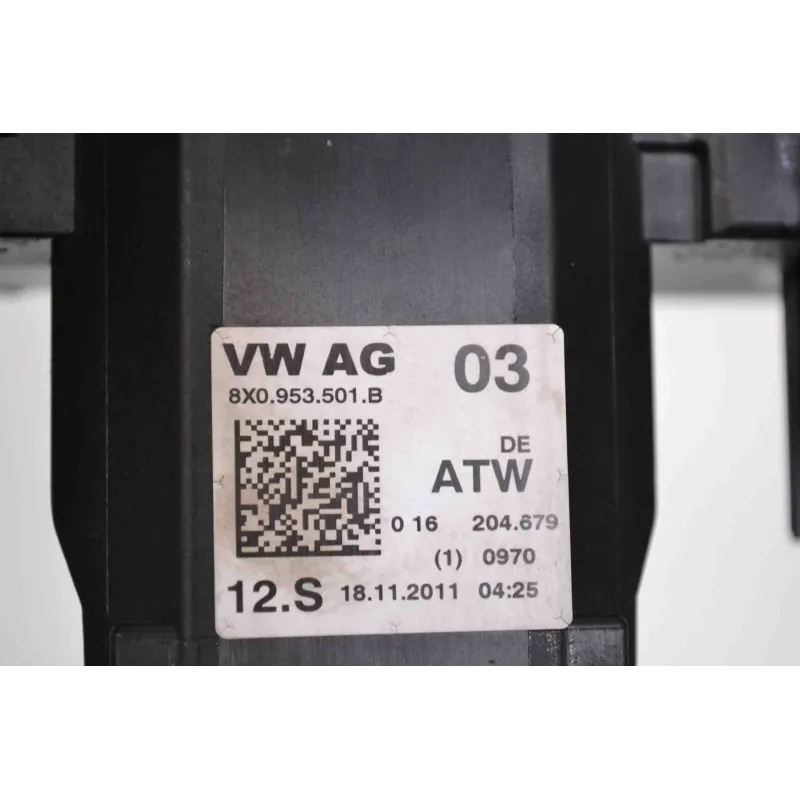 VW AG 03
8X0.953.501.B
DE
ATW
0 16 204.679
(1) 0970
12.S 18.11.2011 04:25